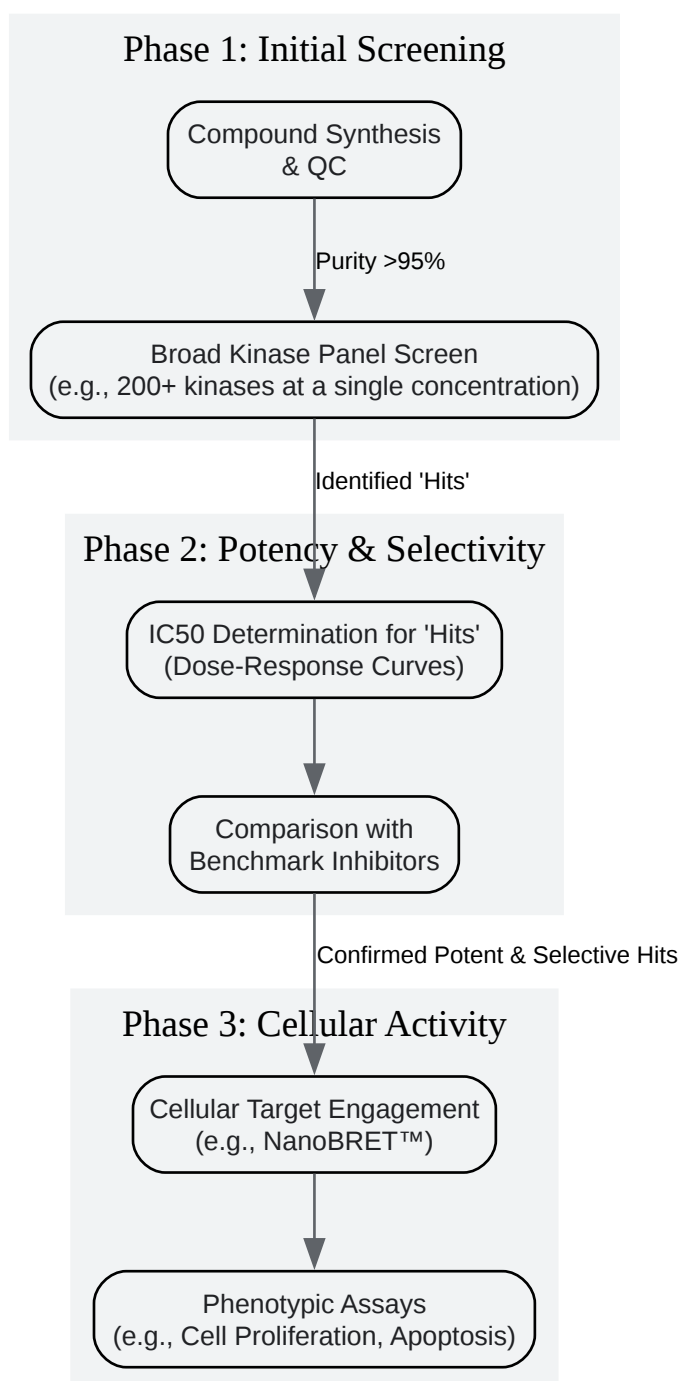 Phase 1: Initial Screening
Compound Synthesis
& QC
Purity >95%
Broad Kinase Panel Screen
(e.g., 200+ kinases at a single concentration)
Identified 'Hits'
Phase 2: Potency & Selectivity
IC50 Determination for 'Hits'
(Dose-Response Curves)
Comparison with
Benchmark Inhibitors
Confirmed Potent & Selective Hits
Phase 3: Cellular Activity
Cellular Target Engagement
(e.g., NanoBRET™)
Phenotypic Assays
(e.g., Cell Proliferation, Apoptosis)